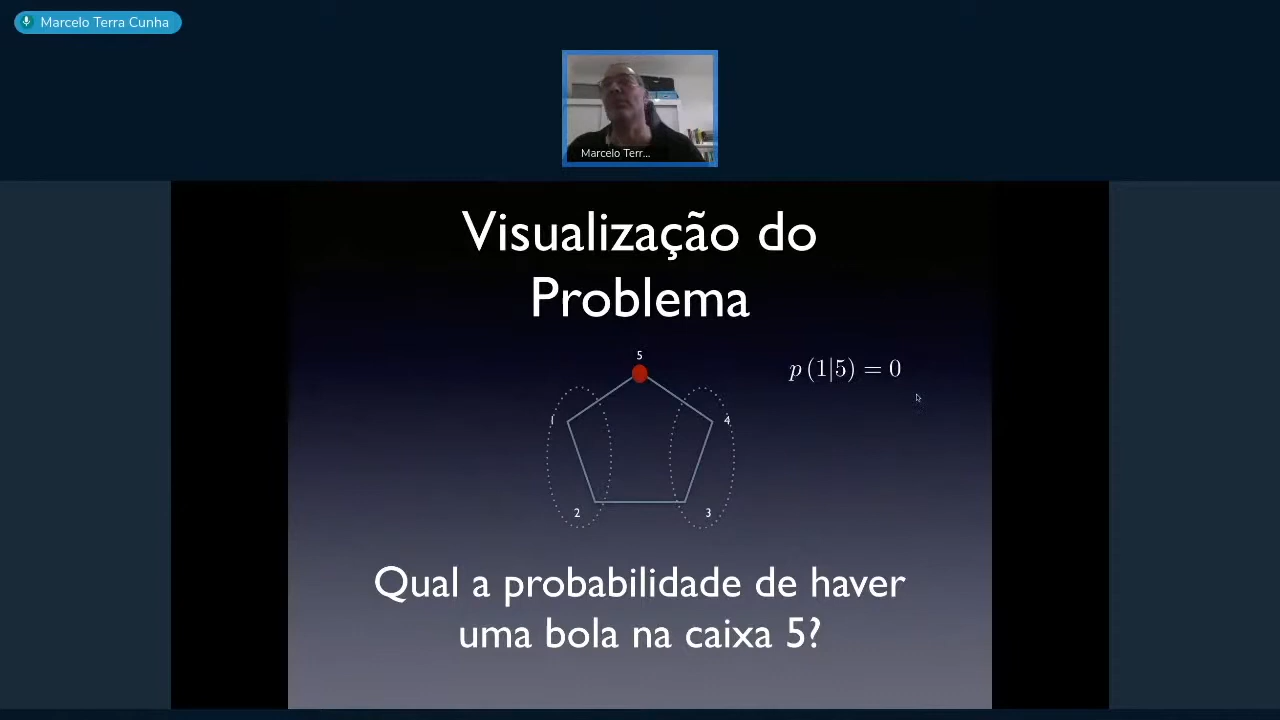 Marcelo Terra Cunha
Marcelo Terr...
Visualização do
Problema
5
p (1|5) = 0
1
4
2
3
Qual a probabilidade de haver
uma bola na caixa 5?